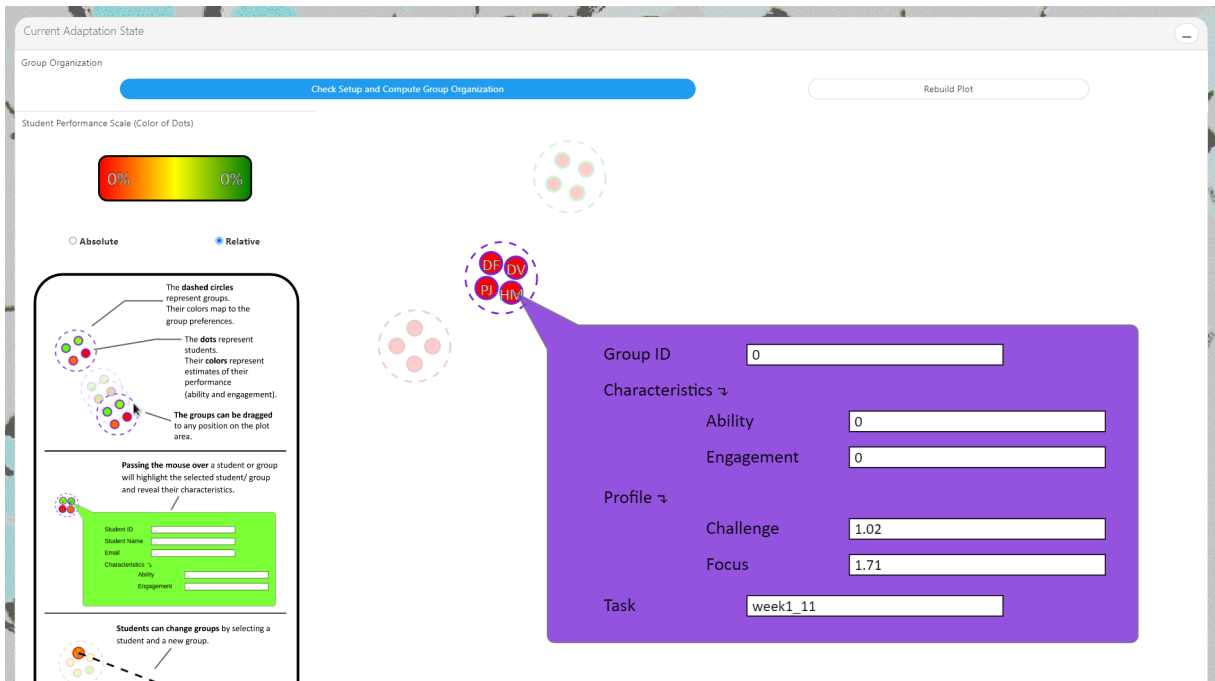 Current Adaptation State
Group Organization
Check Setup and Compute Group Organization
Rebuild Plot
Student Performance Scale (Color of Dots)
0%
0%
Absolute
Relative
The dashed circles
represent groups.
Their colors map to the
group preferences.
The dots represent
students.
Their colors represent
estimates of their
performance
(ability and engagement).
The groups can be dragged
to any position on the plot
area.
Passing the mouse over a student or group
will highlight the selected student/ group
and reveal their characteristics.
Student ID
...
Student Name
...
Email
...
Characteristics ↴
Ability
...
Engagement
...
Students can change groups by selecting a
student and a new group.
DF
DV
PJ
HM
Group ID
0
Characteristics ↴
Ability
0
Engagement
0
Profile ↴
Challenge
1.02
Focus
1.71
Task
week1_11